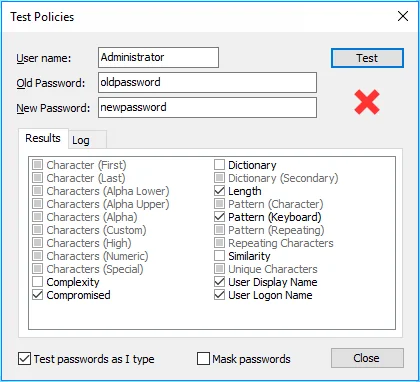 Test Policies
User name: Administrator Test
Old Password: oldpassword
New Password: newpassword
Results Log
Character (First) Dictionary
Character (Last) Dictionary (Secondary)
Characters (Alpha Lower) Length
Characters (Alpha Upper) Pattern (Character)
Characters (Alpha) Pattern (Keyboard)
Characters (Custom) Pattern (Repeating)
Characters (High) Repeating Characters
Characters (Numeric) Similarity
Characters (Special) Unique Characters
Complexity User Display Name
Compromised User Logon Name
Test passwords as I type Mask passwords Close